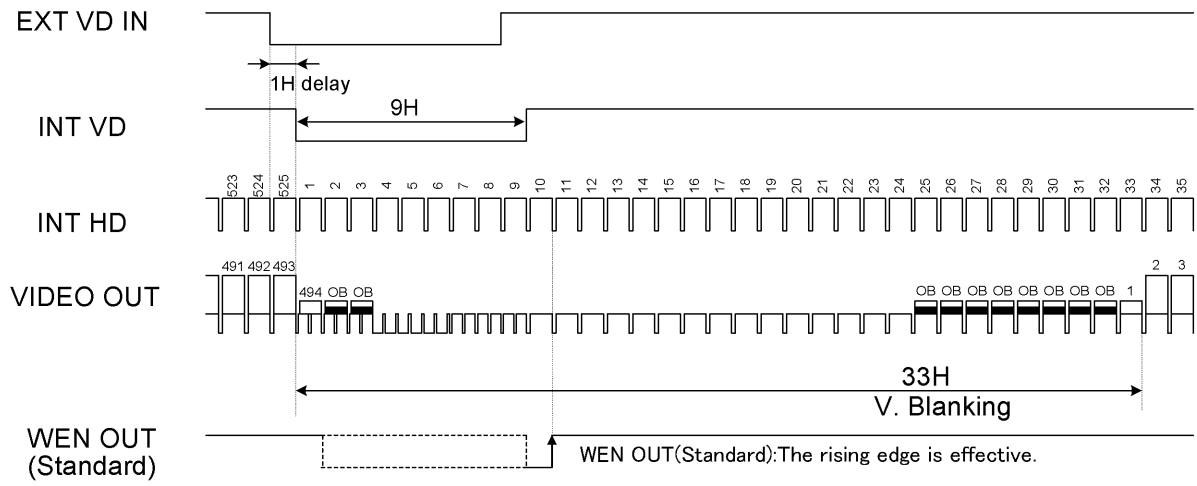 EXT VD IN
1H delay
INT VD
9H
523 524 525 1 2 3 4 5 6 7 8 9 10 11 12 13 14 15 16 17 18 19 20 21 22 23 24 25 26 27 28 29 30 31 32 33 34 35
INT HD
491 492 493 494 OB OB OB OB OB OB OB OB OB OB 1 2 3
VIDEO OUT
33H
V. Blanking
WEN OUT
(Standard)
WEN OUT(Standard):The rising edge is effective.